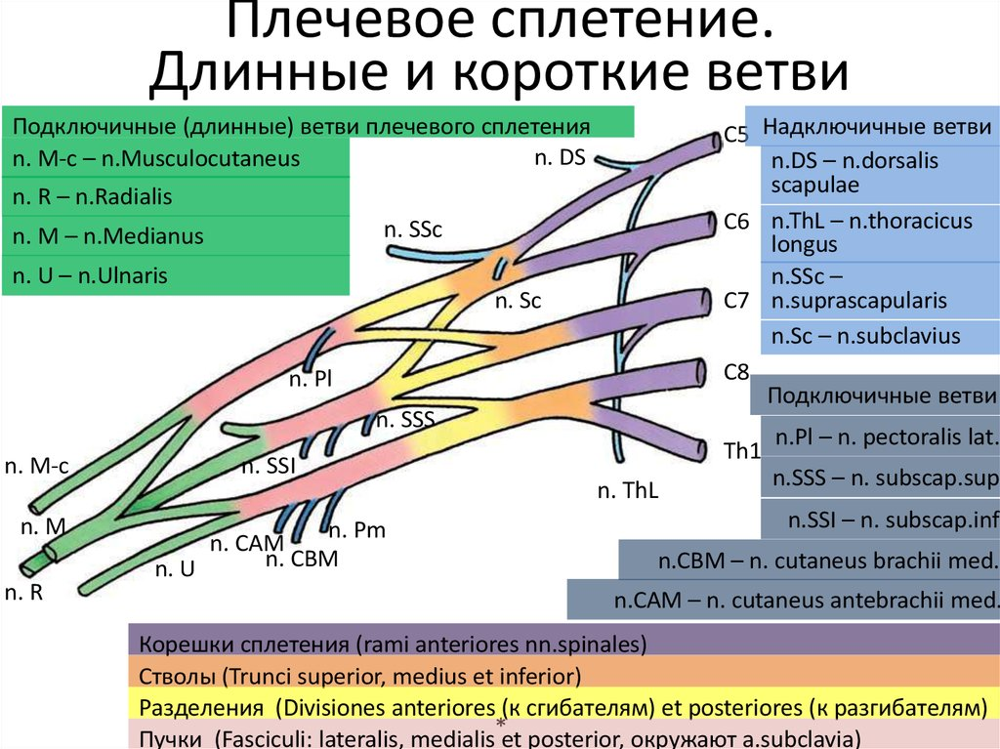 Плечевое сплетение.
Длинные и короткие ветви
Подключичные (длинные) ветви плечевого сплетения
n. M-c – n.Musculocutaneus
n. R – n.Radialis
n. M – n.Medianus
n. U – n.Ulnaris
n. DS
n. SSc
n. Sc
n. Pl
n. SSS
n. SSI
n. ThL
n. M-c
n. M
n. R
n. U
n. CAM
n. CBM
n. Pm
C5
C6
C7
C8
Th1
Надключичные ветви
n.DS – n.dorsalis
scapulae
n.ThL – n.thoracicus
longus
n.SSc –
n.suprascapularis
n.Sc – n.subclavius
Подключичные ветви
n.Pl – n. pectoralis lat.
n.SSS – n. subscap.sup
n.SSI – n. subscap.inf
n.CBM – n. cutaneus brachii med.
n.CAM – n. cutaneus antebrachii med.
Корешки сплетения (rami anteriores nn.spinales)
Стволы (Trunci superior, medius et inferior)
Разделения (Divisiones anteriores (к сгибателям) et posteriores (к разгибателям)
*
Пучки (Fasciculi: lateralis, medialis et posterior, окружают a.subclavia)